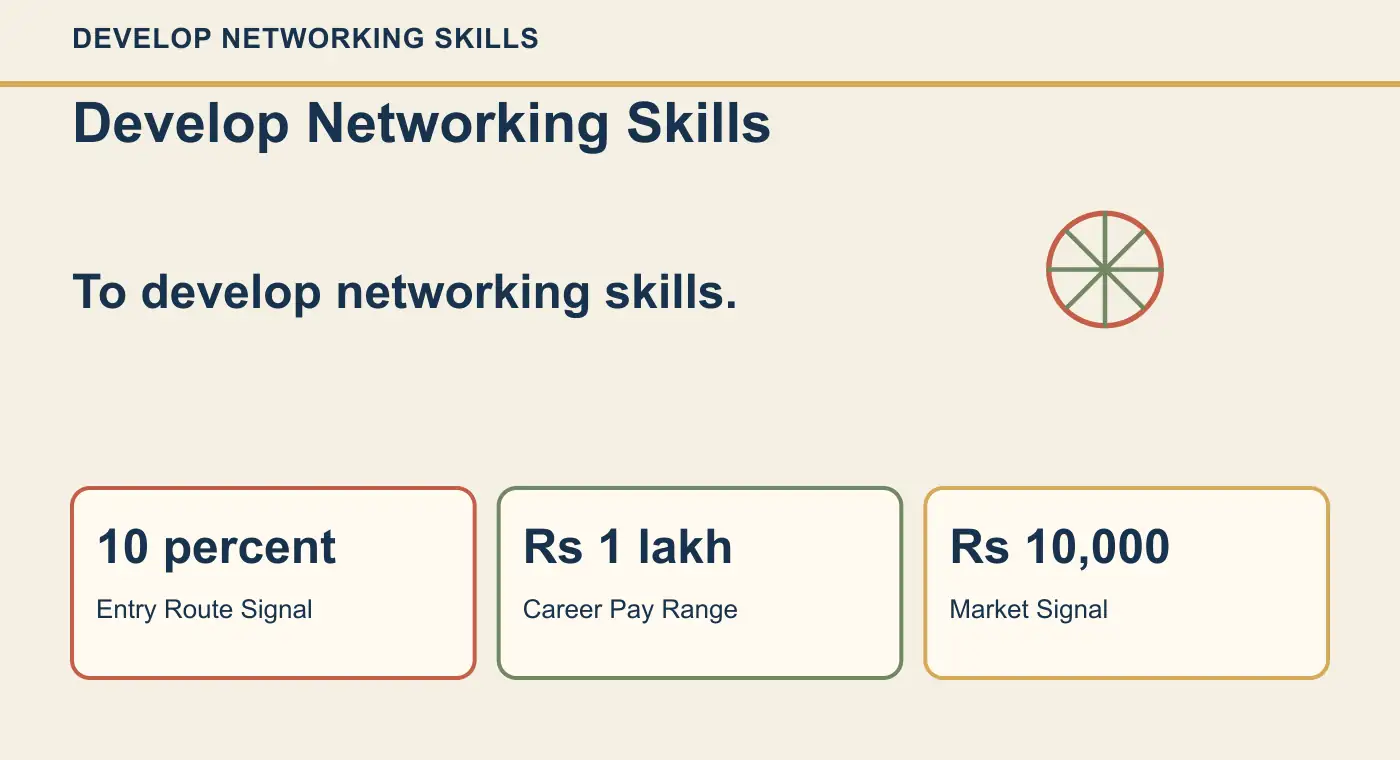 DEVELOP NETWORKING SKILLS
Develop Networking Skills
To develop networking skills.
10 percent
Entry Route Signal
Rs 1 lakh
Career Pay Range
Rs 10,000
Market Signal